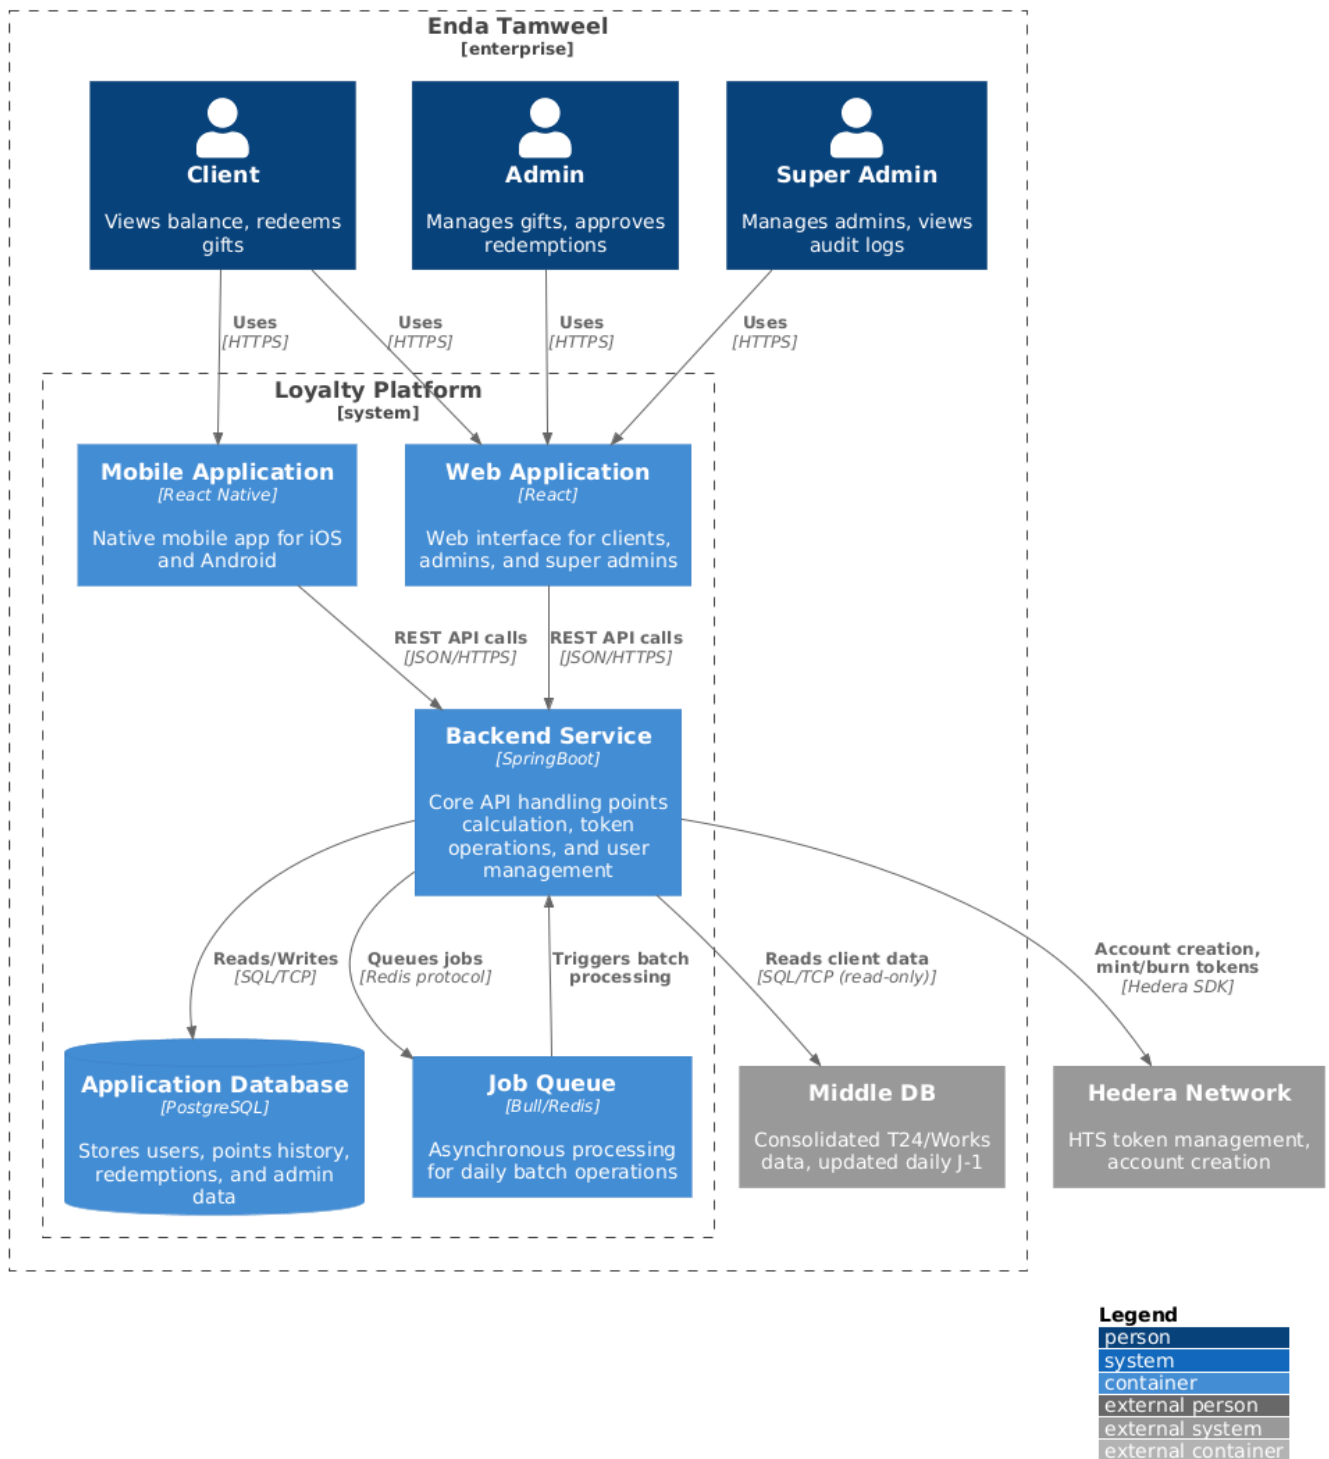 Enda Tamweel
[enterprise]
Client
Views balance, redeems
gifts
Admin
Manages gifts, approves
redemptions
Super Admin
Manages admins, views
audit logs
Uses
[HTTPS]
Uses
[HTTPS]
Uses
[HTTPS]
Uses
[HTTPS]
Loyalty Platform
[system]
Mobile Application
[React Native]
Native mobile app for iOS
and Android
Web Application
[React]
Web interface for clients,
admins, and super admins
REST API calls
[JSON/HTTPS]
REST API calls
[JSON/HTTPS]
Backend Service
[SpringBoot]
Core API handling points
calculation, token
operations, and user
management
Reads/Writes
[SQL/TCP]
Queues jobs
[Redis protocol]
Triggers batch
processing
Reads client data
[SQL/TCP (read-only)]
Account creation,
mint/burn tokens
[Hedera SDK]
Application Database
[PostgreSQL]
Stores users, points history,
redemptions, and admin
data
Job Queue
[Bull/Redis]
Asynchronous processing
for daily batch operations
Middle DB
Consolidated T24/Works
data, updated daily J-1
Hedera Network
HTS token management,
account creation
Legend
person
system
container
external person
external system
external container